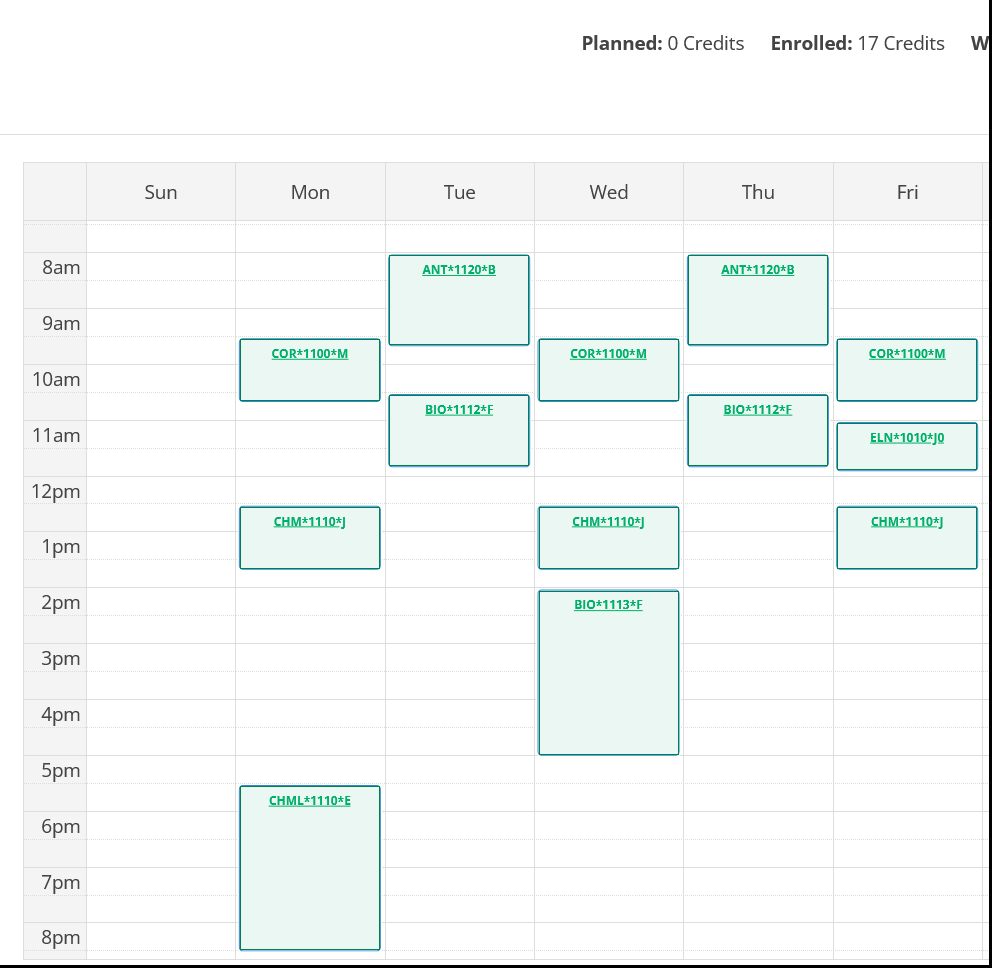 Planned: 0 Credits Enrolled: 17 Credits W
Sun Mon Tue Wed Thu Fri
8am
ANT*1120*B ANT*1120*B
9am
COR*1100*M COR*1100*M COR*1100*M
10am
BIO*1112*F BIO*1112*F
11am
ELN*1010*J0
12pm
CHM*1110*J CHM*1110*J CHM*1110*J
1pm
2pm
BIO*1113*F
3pm
4pm
5pm
CHML*1110*E
6pm
7pm
8pm